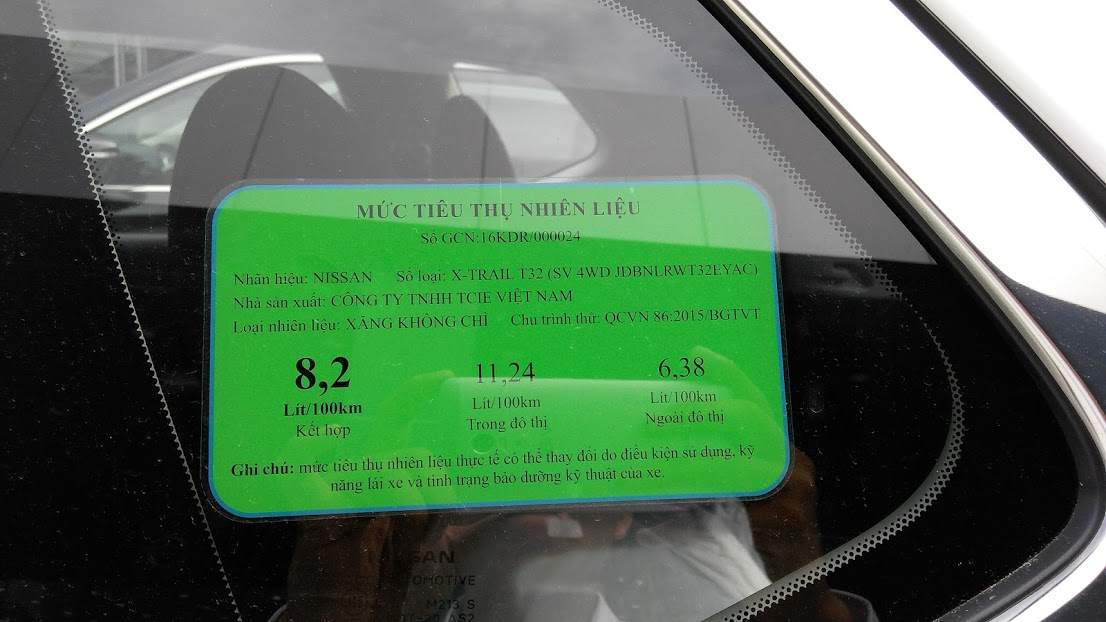 MỨC TIÊU THỤ NHIÊN LIỆU
Số GCN:16KDR/000024
Nhãn hiệu: NISSAN Số loại: X-TRAIL T32 (SV 4WD JDBNLRWT32EYAC)
Nhà sản xuất: CÔNG TY TNHH TCIE VIỆT NAM
Loại nhiên liệu: XĂNG KHÔNG CHÌ Chu trình thử: QCVN 86:2015/BGTVT
8,2 11,24 6,38
Lít/100km Lít/100km Lít/100km
Kết hợp Trong đô thị Ngoài đô thị
Ghi chú: mức tiêu thụ nhiên liệu thực tế có thể thay đổi do điều kiện sử dụng, kỹ
năng lái xe và tình trạng bảo dưỡng kỹ thuật của xe.
M213 S
AS2